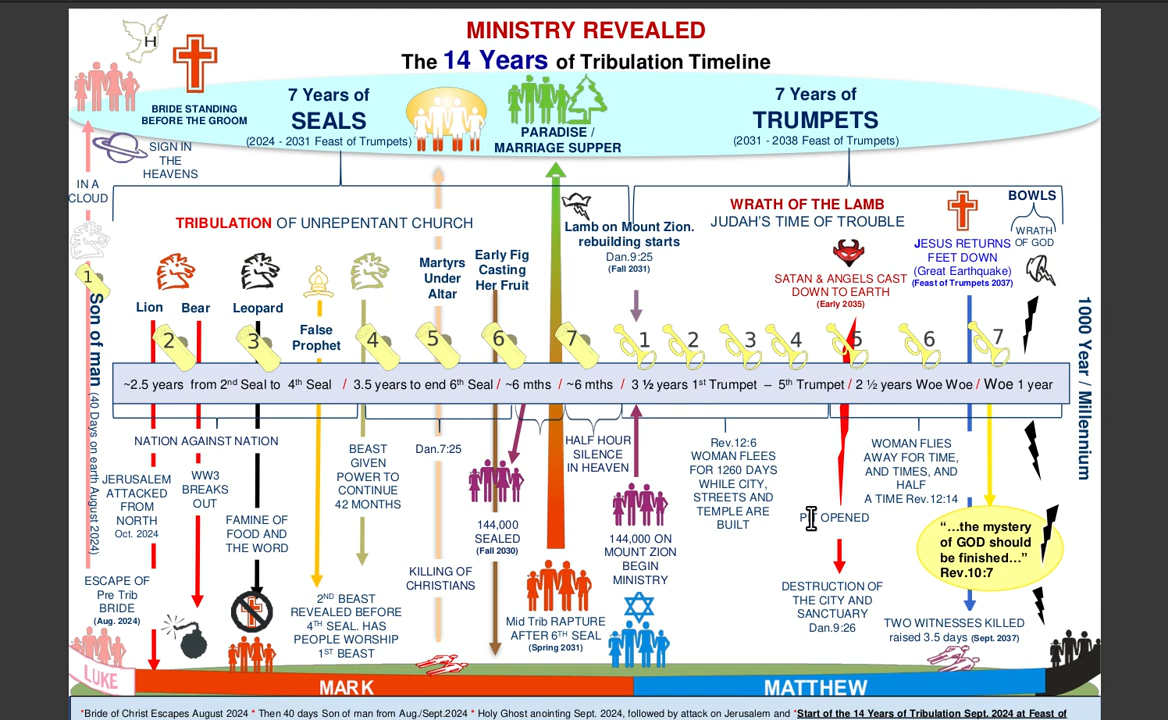 MINISTRY REVEALED
The 14 Years of Tribulation Timeline
H
BRIDE STANDING
BEFORE THE GROOM
7 Years of
SEALS
(2024 - 2031 Feast of Trumpets)
PARADISE /
MARRIAGE SUPPER
7 Years of
TRUMPETS
(2031 - 2038 Feast of Trumpets)
SIGN IN
THE
HEAVENS
IN A
CLOUD
TRIBULATION OF UNREPENTANT CHURCH
Lamb on Mount Zion.
rebuilding starts
Dan.9:25
(Fall 2031)
WRATH OF THE LAMB
JUDAH'S TIME OF TROUBLE
BOWLS
WRATH
OF GOD
JESUS RETURNS
FEET DOWN
(Great Earthquake)
(Feast of Trumpets 2037)
SATAN & ANGELS CAST
DOWN TO EARTH
(Early 2035)
Martyrs
Under
Altar
Early Fig
Casting
Her Fruit
Lion
Bear
Leopard
False
Prophet
1
2
3
4
5
6
7
1
2
3
4
5
6
7
Son of man (40 Days on earth August 2024)
1000 Year / Millennium
~2.5 years from 2nd Seal to 4th Seal / 3.5 years to end 6th Seal / ~6 mths / ~6 mths / 3 ½ years 1st Trumpet – 5th Trumpet / 2 ½ years Woe Woe / Woe 1 year
NATION AGAINST NATION
JERUSALEM
ATTACKED
FROM
NORTH
Oct. 2024
WW3
BREAKS
OUT
FAMINE OF
FOOD AND
THE WORD
BEAST
GIVEN
POWER TO
CONTINUE
42 MONTHS
Dan.7:25
HALF HOUR
SILENCE
IN HEAVEN
Rev.12:6
WOMAN FLEES
FOR 1260 DAYS
WHILE CITY,
STREETS AND
TEMPLE ARE
BUILT
WOMAN FLIES
AWAY FOR TIME,
AND TIMES, AND
HALF
A TIME Rev.12:14
144,000
SEALED
(Fall 2030)
144,000 ON
MOUNT ZION
BEGIN
MINISTRY
OPENED
"…the mystery
of GOD should
be finished…"
Rev.10:7
ESCAPE OF
Pre Trib
BRIDE
(Aug. 2024)
2ND BEAST
REVEALED BEFORE
4TH SEAL. HAS
PEOPLE WORSHIP
1ST BEAST
KILLING OF
CHRISTIANS
Mid Trib RAPTURE
AFTER 6TH SEAL
(Spring 2031)
DESTRUCTION OF
THE CITY AND
SANCTUARY
Dan.9:26
TWO WITNESSES KILLED
raised 3.5 days (Sept. 2037)
LUKE
MARK
MATTHEW
*Bride of Christ Escapes August 2024 * Then 40 days Son of man from Aug./Sept.2024 * Holy Ghost anointing Sept. 2024, followed by attack on Jerusalem and *Start of the 14 Years of Tribulation Sept. 2024 at Feast of